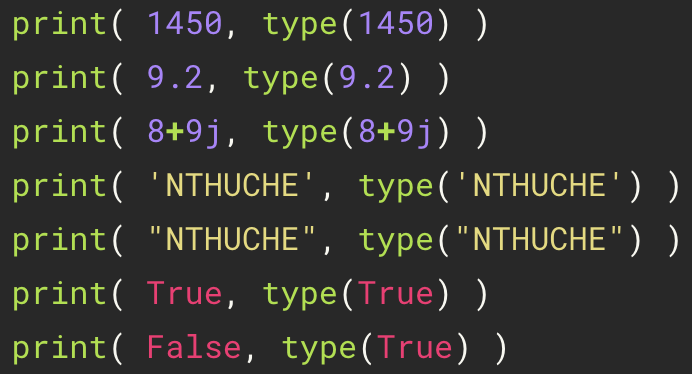 print( 1450, type(1450) )
print( 9.2, type(9.2) )
print( 8+9j, type(8+9j) )
print( 'NTHUCHE', type('NTHUCHE') )
print( "NTHUCHE", type("NTHUCHE") )
print( True, type(True) )
print( False, type(True) )